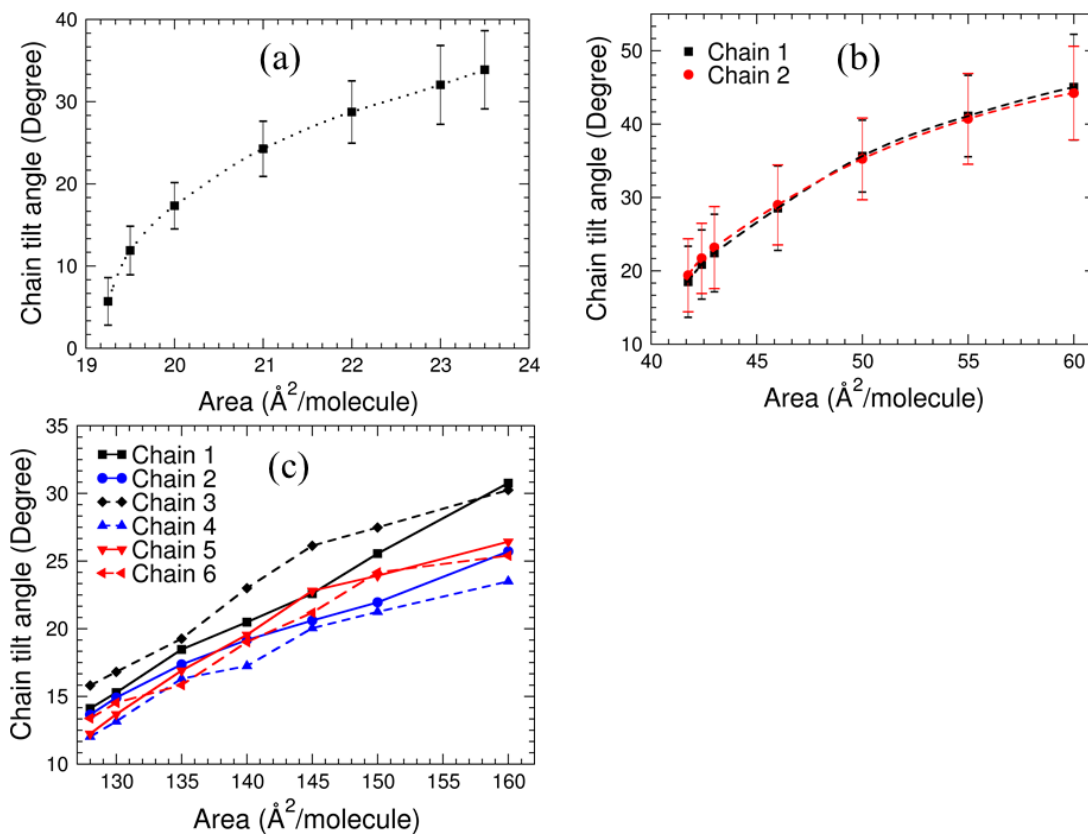 (a)
Chain tilt angle (Degree)
40
30
20
10
0
19 20 21 22 23 24
Area (Å²/molecule)
(b)
Chain 1
Chain 2
Chain tilt angle (Degree)
50
40
30
20
10
40 45 50 55 60
Area (Å²/molecule)
(c)
Chain 1
Chain 2
Chain 3
Chain 4
Chain 5
Chain 6
Chain tilt angle (Degree)
35
30
25
20
15
10
130 135 140 145 150 155 160
Area (Å²/molecule)